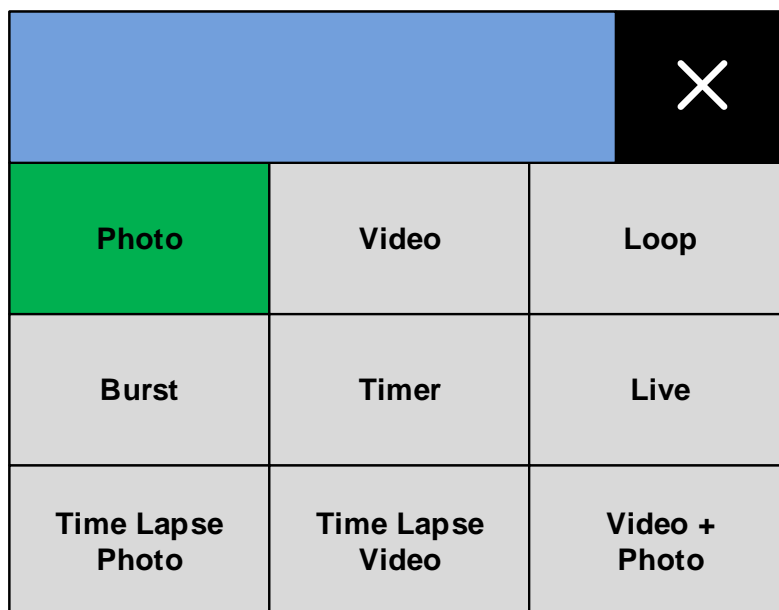 Photo
Video
Loop
Burst
Timer
Live
Time Lapse
Photo
Time Lapse
Video
Video +
Photo